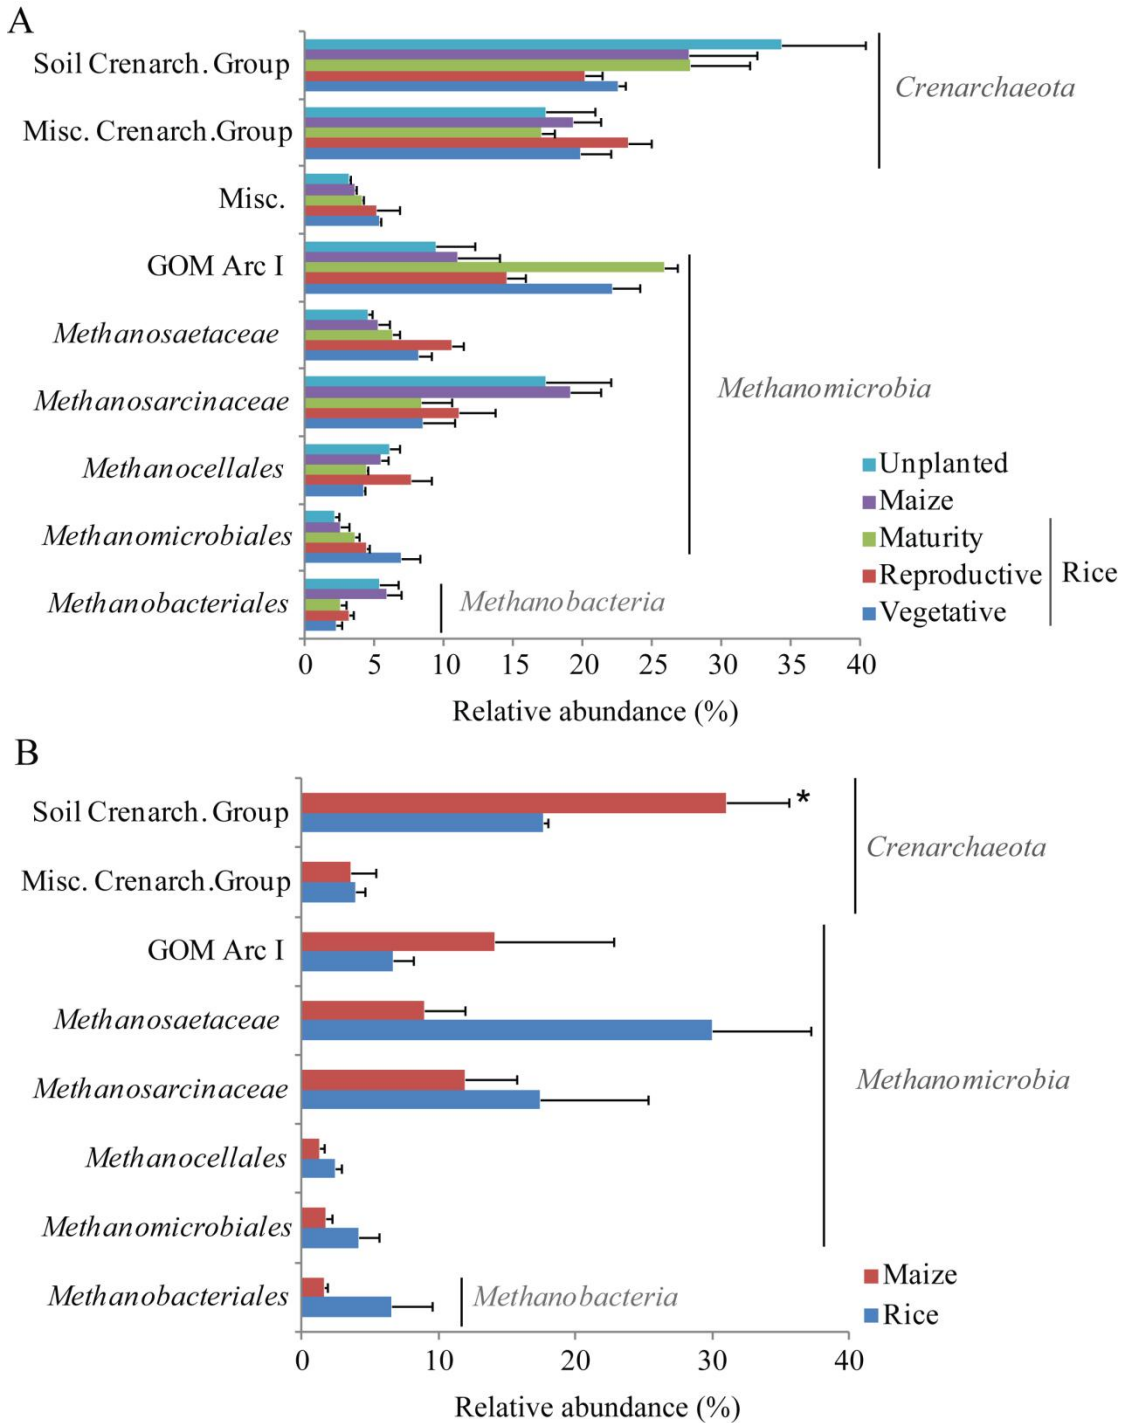 A
Soil Crenarch. Group
Crenarchaeota
Misc. Crenarch.Group
Misc.
GOM Arc I
Methanosaetaceae
Methanosarcinaceae
Methanomicrobia
Methanocellales
Methanomicrobiales
Methanobacteriales
Methanobacteria
Unplanted
Maize
Maturity
Reproductive
Vegetative
Rice
0 5 10 15 20 25 30 35 40
Relative abundance (%)
B
Soil Crenarch. Group
*
Crenarchaeota
Misc. Crenarch.Group
GOM Arc I
Methanosaetaceae
Methanosarcinaceae
Methanomicrobia
Methanocellales
Methanomicrobiales
Methanobacteriales
Methanobacteria
Maize
Rice
0 10 20 30 40
Relative abundance (%)